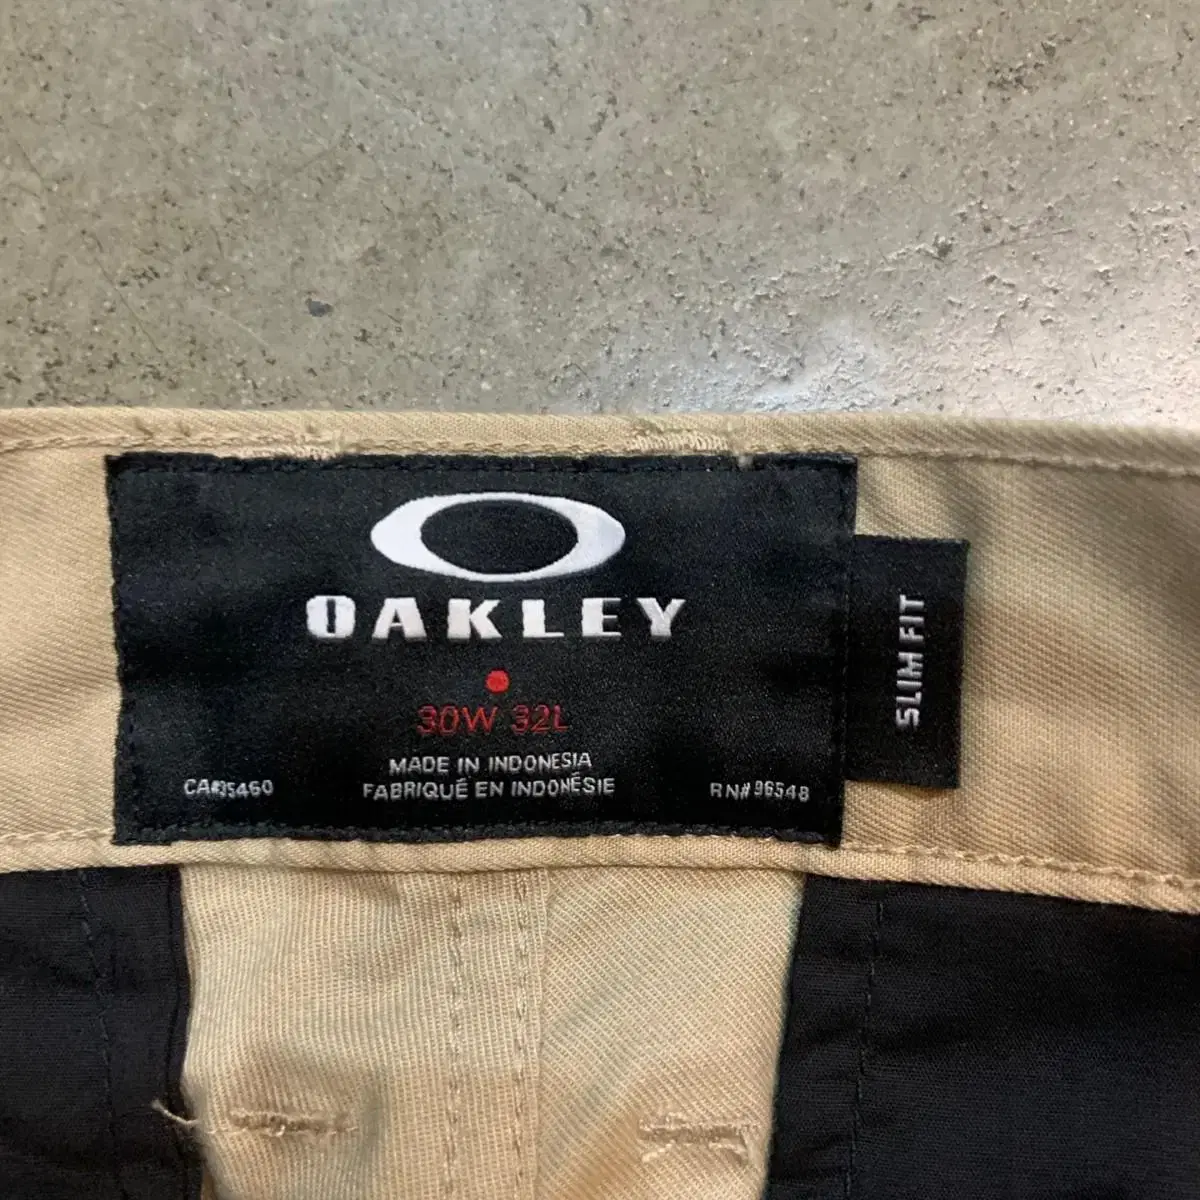 OAKLEY
30W 32L
MADE IN INDONESIA
FABRIQUÉ EN INDONÉSIE
CA#35460
RN# 96548
SLIM FIT